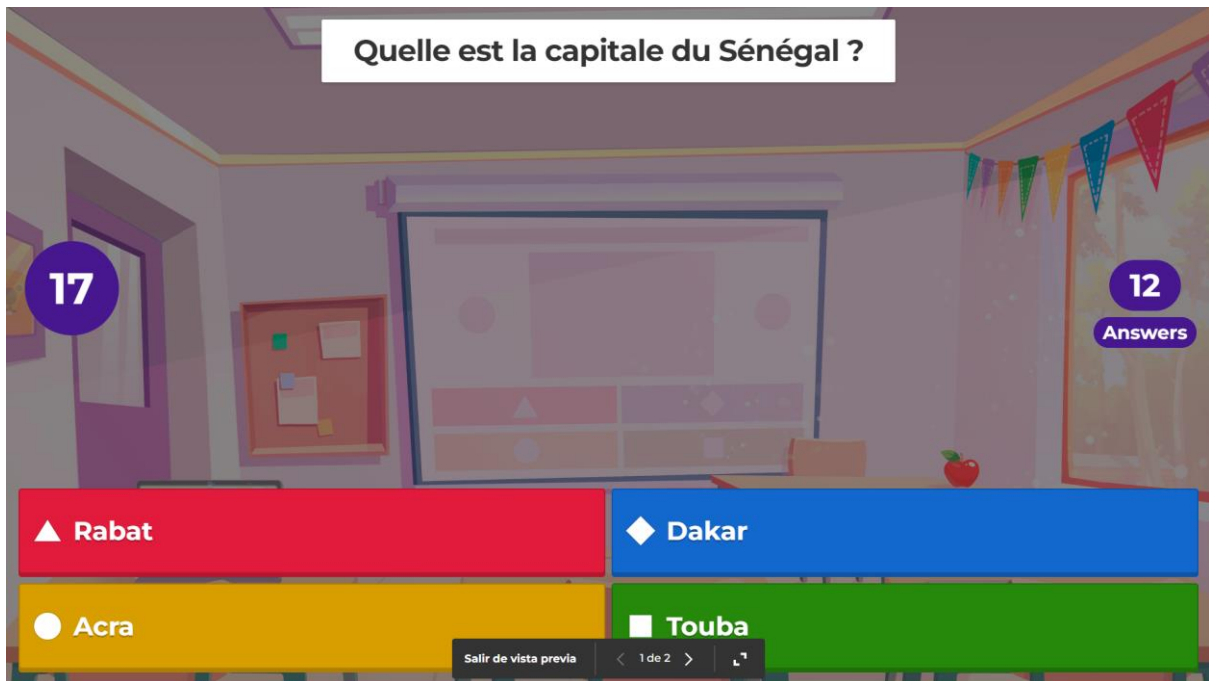 Quelle est la capitale du Sénégal ?
17
12
Answers
Rabat
Dakar
Acra
Touba
Salir de vista previa
1 de 2